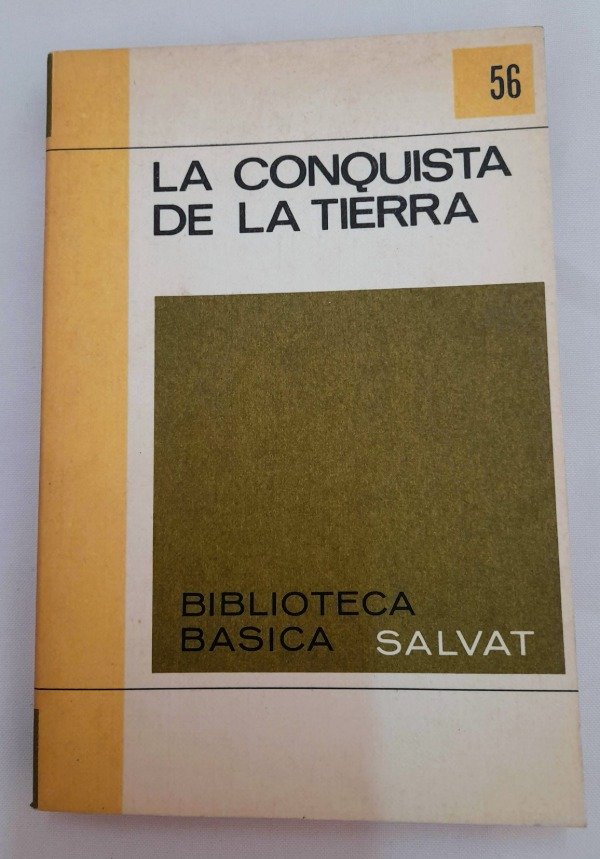 56
LA CONQUISTA
DE LA TIERRA
BIBLIOTECA
BASICA SALVAT